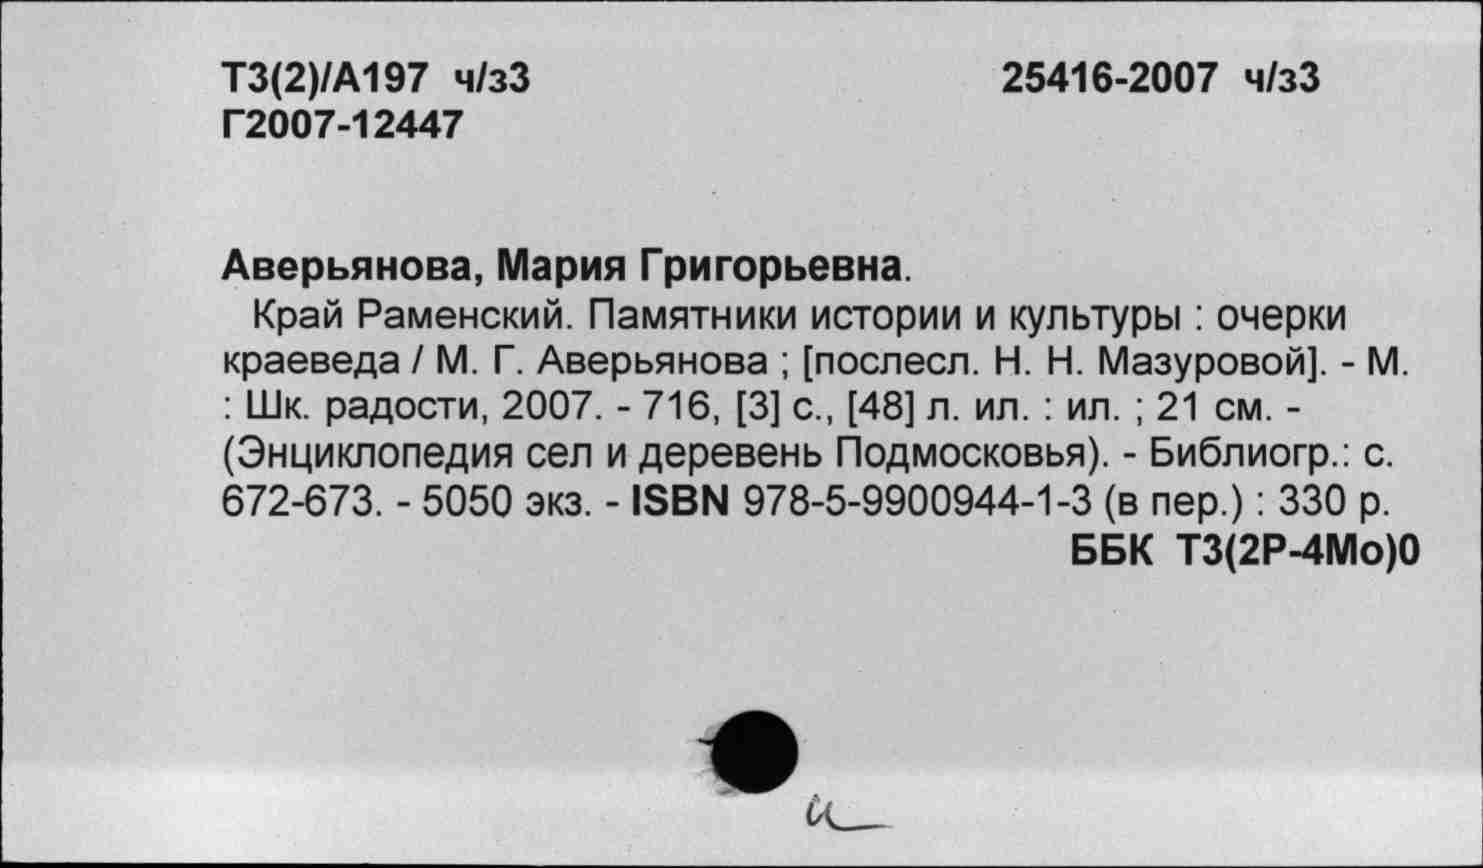 Т3(2)/А197 ч/з3 25416-2007 ч/з3
Г2007-12447
Аверьянова, Мария Григорьевна.
Край Раменский. Памятники истории и культуры : очерки
краеведа / М. Г. Аверьянова ; [послесл. Н. Н. Мазуровой]. - М.
: Шк. радости, 2007. - 716, [3] с., [48] л. ил. : ил. ; 21 см. -
(Энциклопедия сел и деревень Подмосковья). - Библиогр.: с.
672-673. - 5050 экз. - ISBN 978-5-9900944-1-3 (в пер.) : 330 р.
ББК Т3(2Р-4Мо)0